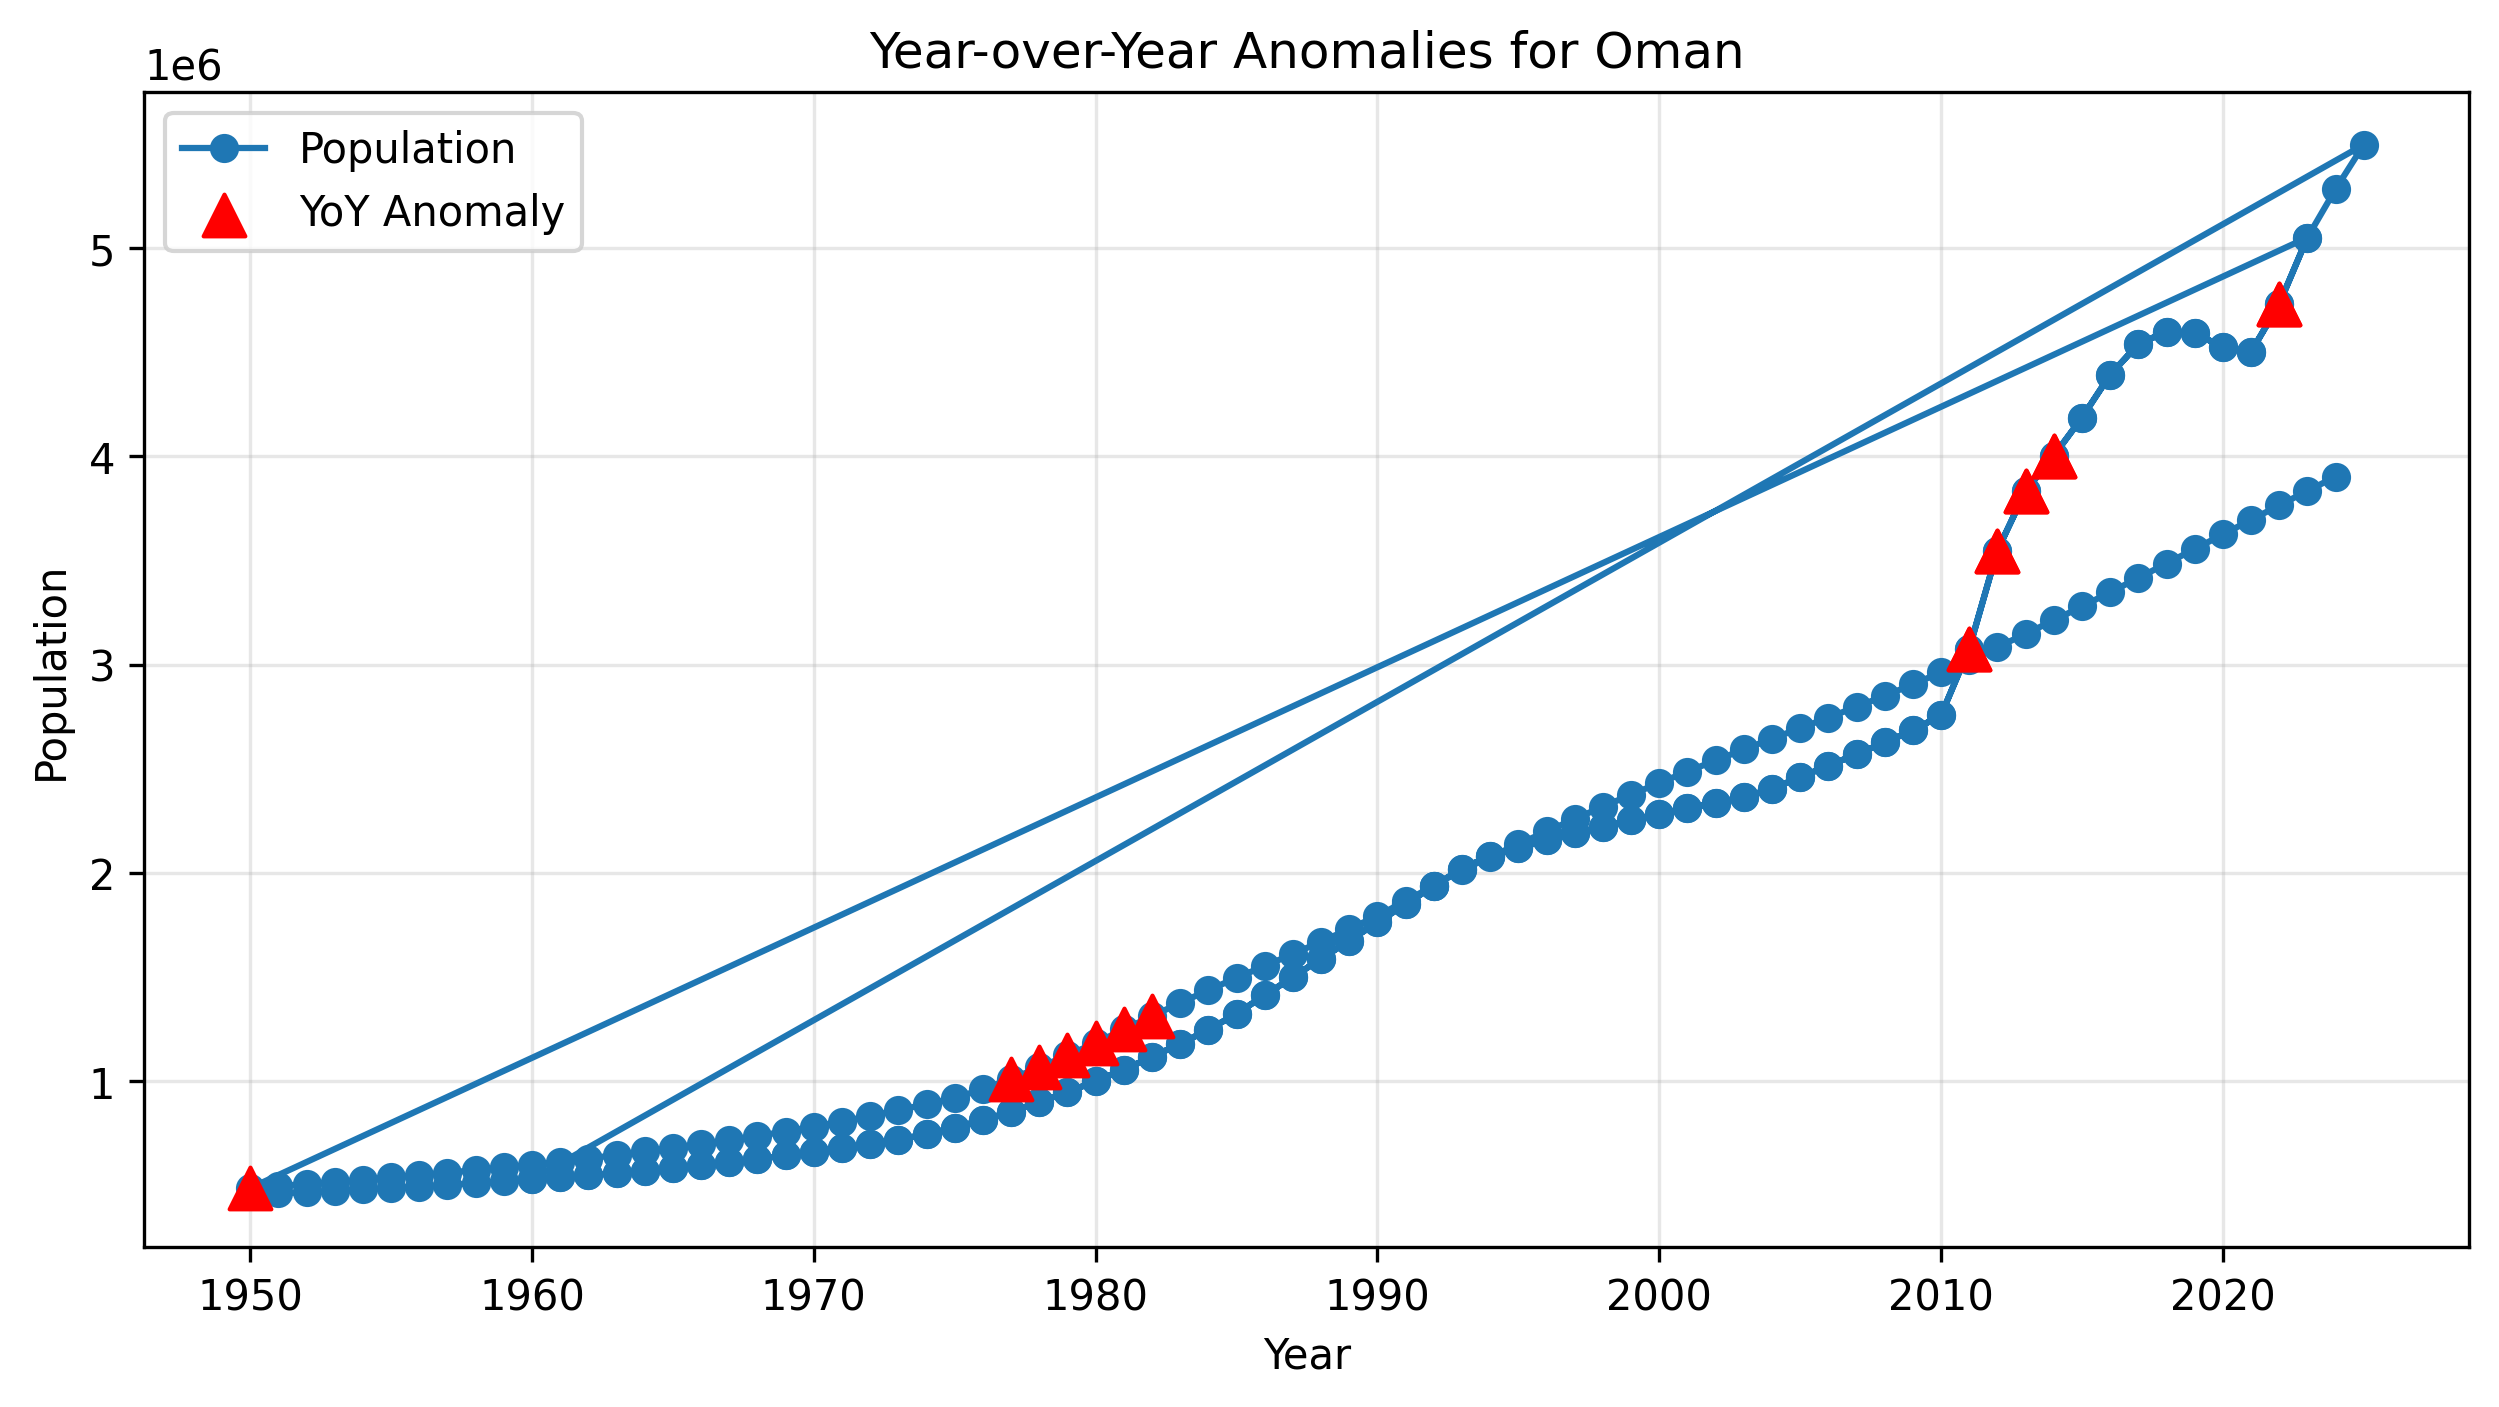 Year-over-Year Anomalies for Oman
1e6
Population
YoY Anomaly
5
4
3
2
1
Population
1950 1960 1970 1980 1990 2000 2010 2020
Year